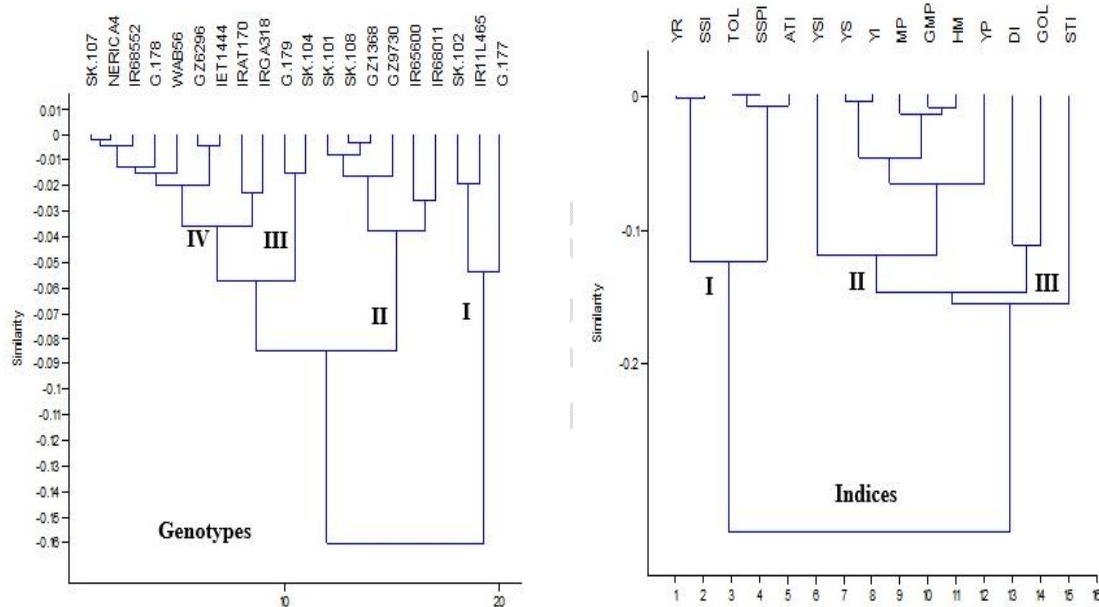 SK.107 NERICA4 IR68552 G.178 WAB56 GZ6296 IET1444 IRAT170 IRGA318 G.179 SK.104 SK.101 SK.108 GZ1368 GZ9730 IR65600 IR68011 SK.102 IR11L465 G.177
0.01
0
-0.01
-0.02
-0.03
-0.04
-0.05
-0.06
-0.07
-0.08
-0.09
-0.1
-0.11
-0.12
-0.13
-0.14
-0.15
-0.16
Similarity
IV III II I
Genotypes
10 20
YR SSI TOL SSPI ATI YSI YS YI MP GMP HM YP DI GOL STI
0
-0.1
-0.2
Similarity
I II III
Indices
1 2 3 4 5 6 7 8 9 10 11 12 13 14 15 16